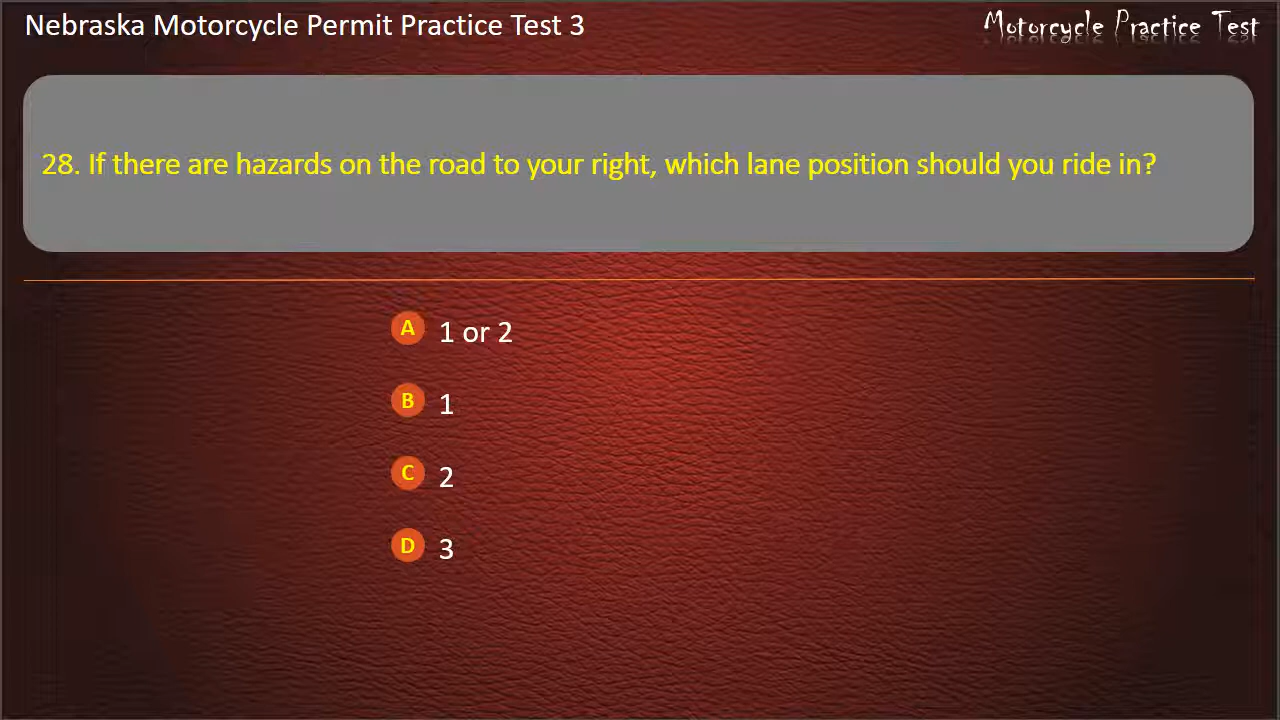 Nebraska Motorcycle Permit Practice Test 3
Motorcycle Practice Test
28. If there are hazards on the road to your right, which lane position should you ride in?
A 1 or 2
B 1
C 2
D 3